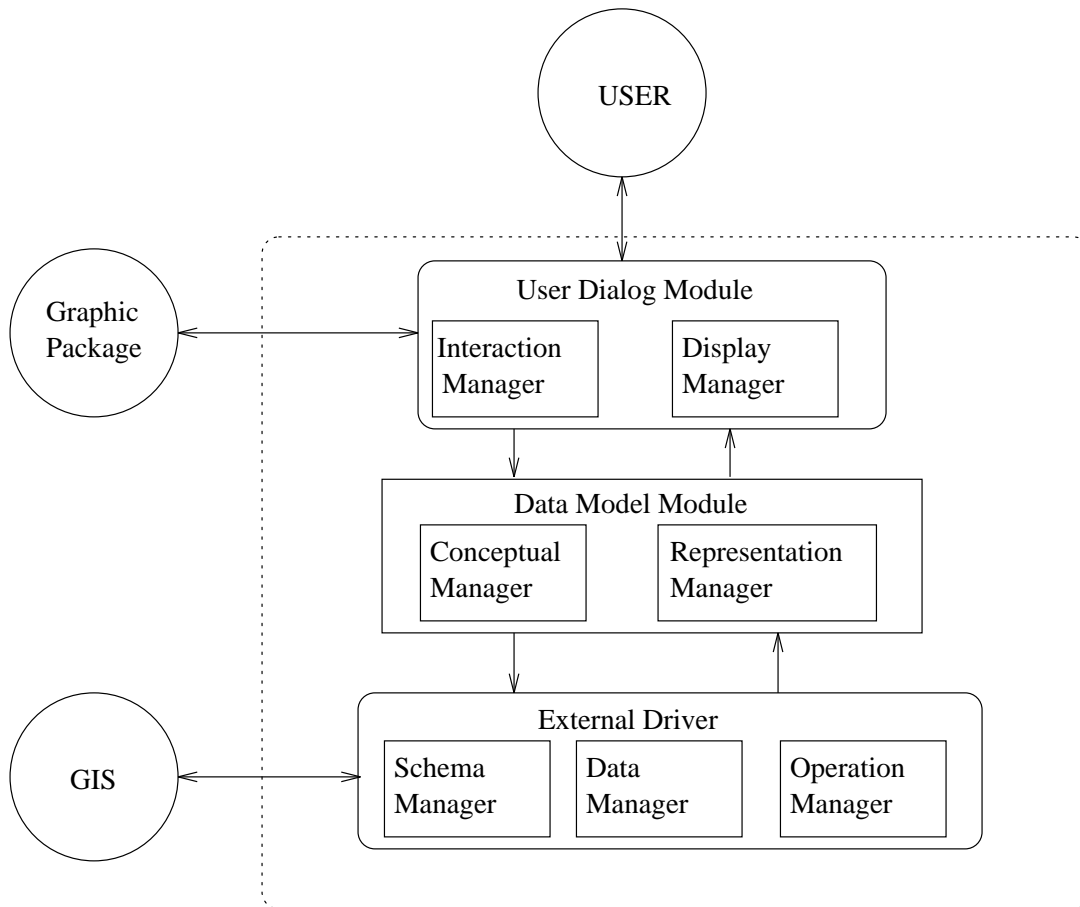 USER
Graphic
Package
User Dialog Module
Interaction
Manager
Display
Manager
Data Model Module
Conceptual
Manager
Representation
Manager
GIS
External Driver
Schema
Manager
Data
Manager
Operation
Manager